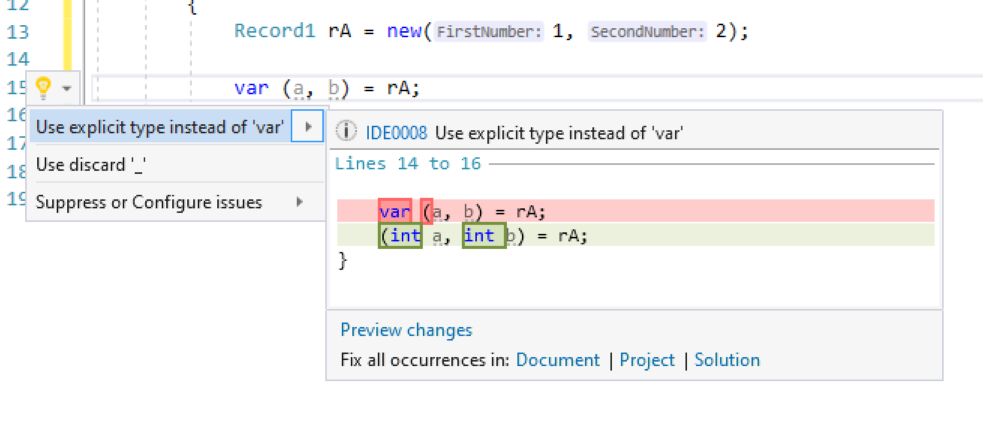 12 {
13 Record1 rA = new(FirstNumber: 1, SecondNumber: 2);
14
15 var (a, b) = rA;
16
17
18
19
Use explicit type instead of 'var'
Use discard '_'
Suppress or Configure issues
IDE0008 Use explicit type instead of 'var'
Lines 14 to 16
var (a, b) = rA;
(int a, int b) = rA;
}
Preview changes
Fix all occurrences in: Document | Project | Solution